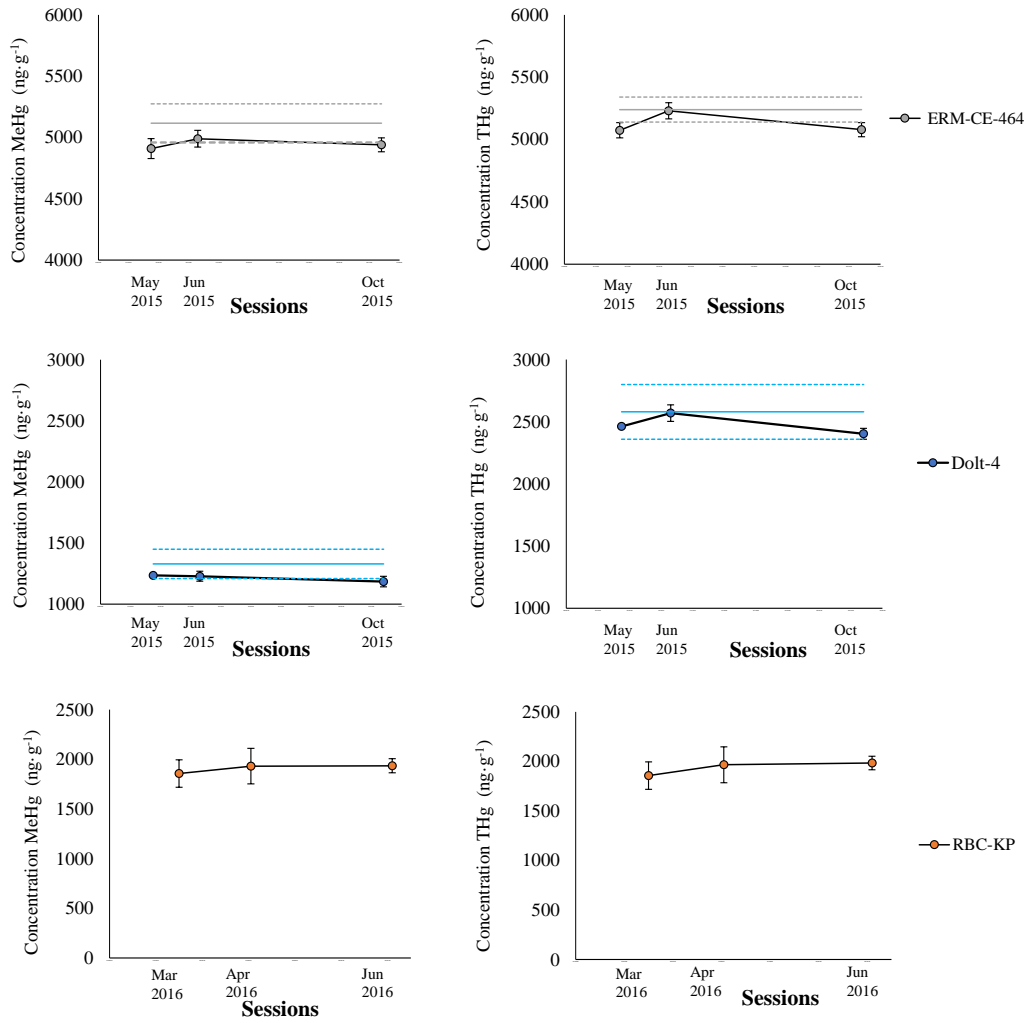 Concentration MeHg (ng·g-1)
6000
5500
5000
4500
4000
May
2015
Jun
2015
Oct
2015
Sessions
Concentration THg (ng·g-1)
6000
5500
5000
4500
4000
May
2015
Jun
2015
Oct
2015
Sessions
ERM-CE-464
Concentration MeHg (ng·g-1)
3000
2500
2000
1500
1000
May
2015
Jun
2015
Oct
2015
Sessions
Concentration THg (ng·g-1)
3000
2500
2000
1500
1000
May
2015
Jun
2015
Oct
2015
Sessions
Dolt-4
Concentration MeHg (ng·g-1)
2500
2000
1500
1000
500
0
Mar
2016
Apr
2016
Jun
2016
Sessions
Concentration THg (ng·g-1)
2500
2000
1500
1000
500
0
Mar
2016
Apr
2016
Jun
2016
Sessions
RBC-KP